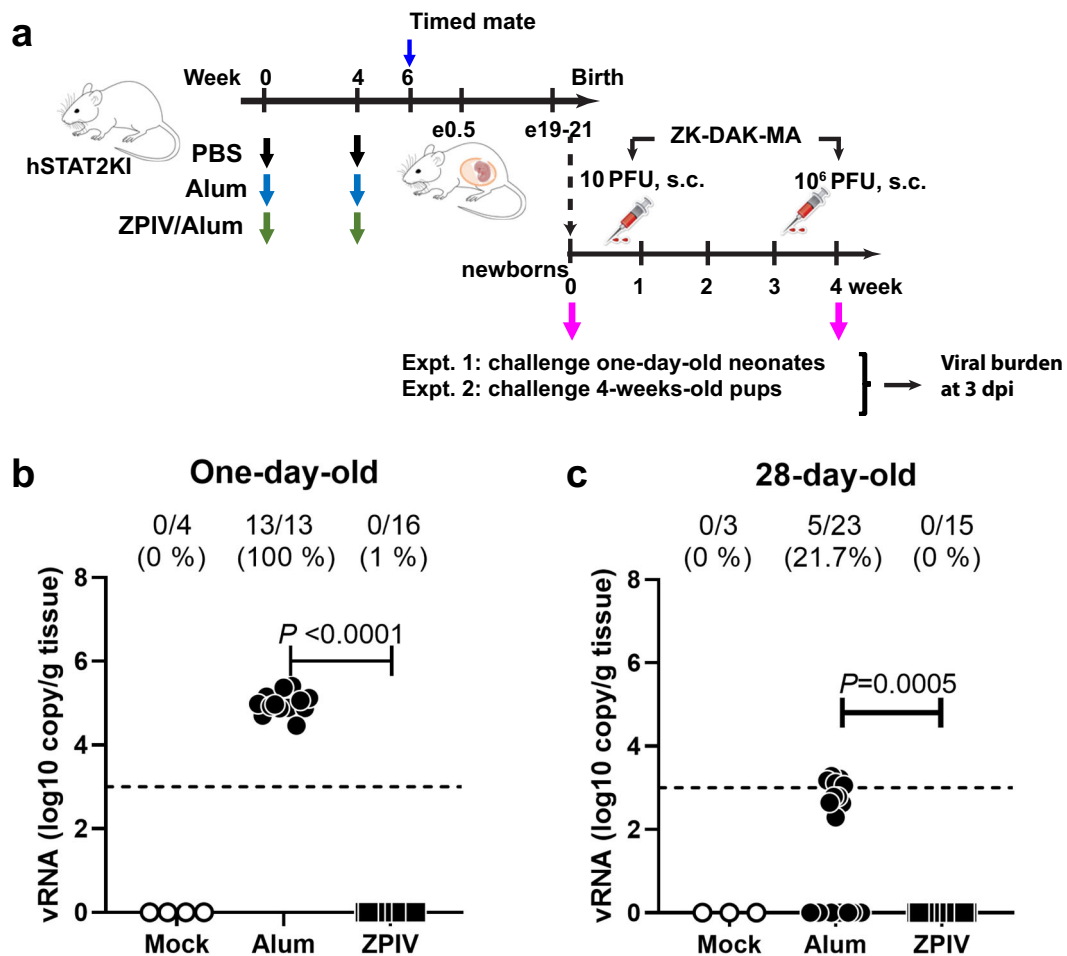 a
Timed mate
Week 0 4 6 Birth
e0.5 e19-21
hSTAT2KI
PBS
Alum
ZPIV/Alum
ZK-DAK-MA
10 PFU, s.c. 10⁶ PFU, s.c.
newborns
0 1 2 3 4 week
Expt. 1: challenge one-day-old neonates
Expt. 2: challenge 4-weeks-old pups
Viral burden
at 3 dpi
b
One-day-old
0/4 13/13 0/16
(0 %) (100 %) (1 %)
vRNA (log10 copy/g tissue)
8
6
4
2
0
P <0.0001
Mock Alum ZPIV
c
28-day-old
0/3 5/23 0/15
(0 %) (21.7%) (0 %)
vRNA (log10 copy/g tissue)
8
6
4
2
0
P=0.0005
Mock Alum ZPIV